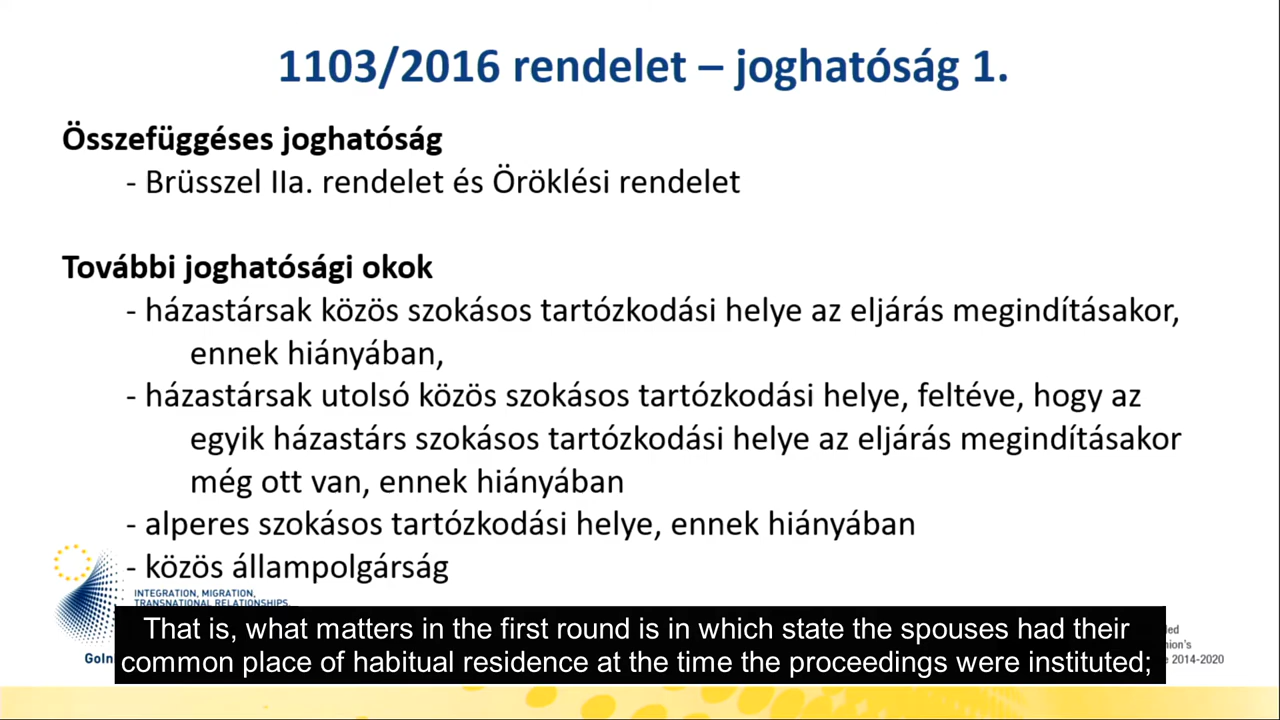 1103/2016 rendelet – joghatóság 1.
Összefüggéses joghatóság
- Brüsszel IIa. rendelet és Öröklési rendelet
További joghatósági okok
- házastársak közös szokásos tartózkodási helye az eljárás megindításakor,
ennek hiányában,
- házastársak utolsó közös szokásos tartózkodási helye, feltéve, hogy az
egyik házastárs szokásos tartózkodási helye az eljárás megindításakor
még ott van, ennek hiányában
- alperes szokásos tartózkodási helye, ennek hiányában
- közös állampolgárság
INTEGRATION, MIGRATION,
TRANSNATIONAL RELATIONSHIPS.
That is, what matters in the first round is in which state the spouses had their
common place of habitual residence at the time the proceedings were instituted;
2014-2020